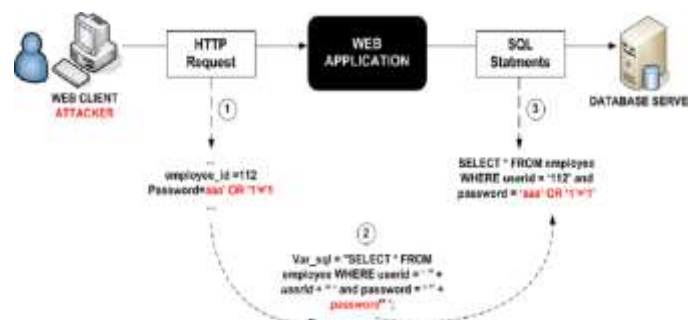 HTTP
Request
WEB
APPLICATION
SQL
Statments
WEB CLIENT
ATTACKER
DATABASE SERVE
1
3
...
employee_id =112
Password=aaa' OR '1'='1
...
SELECT * FROM employee
WHERE userid = '112' and
password = 'aaa' OR '1'='1'
2
Var_sql = "SELECT * FROM
employee WHERE userid = ' " +
userid + " ' and password = ' " +
password" ';